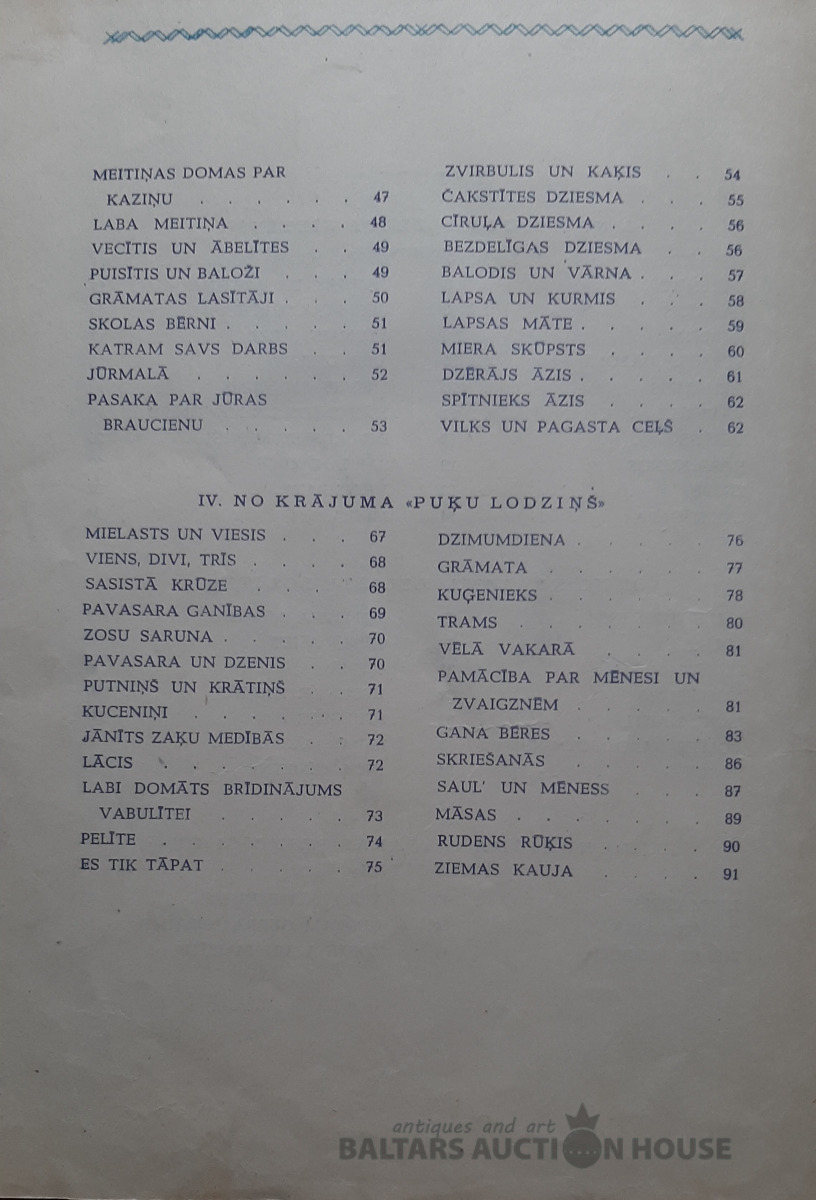 MEITIŅAS DOMAS PAR
KAZIŅU . . . . . . 47
LABA MEITIŅA . . . . 48
VECĪTIS UN ĀBELĪTES . . 49
PUISĪTIS UN BALOŽI . . . 49
GRĀMATAS LASĪTĀJI . . . 50
SKOLAS BĒRNI . . . . . 51
KATRAM SAVS DARBS . . 51
JŪRMALĀ . . . . . . 52
PASAKA PAR JŪRAS
BRAUCIENU . . . . . 53
ZVIRBULIS UN KAĶIS . . 54
ČAKSTĪTES DZIESMA . . . 55
CĪRUĻA DZIESMA . . . . 56
BEZDELĪGAS DZIESMA . . 56
BALODIS UN VĀRNA . . . 57
LAPSA UN KURMIS . . . 58
LAPSAS MĀTE . . . . . 59
MIERA SKŪPSTS . . . . 60
DZĒRĀJS ĀZIS . . . . . 61
SPĪTNIEKS ĀZIS . . . . 62
VILKS UN PAGASTA CEĻŠ . 62
IV. NO KRĀJUMA «PUĶU LODZIŅŠ»
MIELASTS UN VIESIS . . . 67
VIENS, DIVI, TRĪS . . . . 68
SASISTĀ KRŪZE . . . . 68
PAVASARA GANĪBAS . . . 69
ZOSU SARUNA . . . . . 70
PAVASARA UN DZENIS . . 70
PUTNIŅŠ UN KRĀTIŅŠ . . 71
KUCENIŅI . . . . . . 71
JĀNĪTS ZAĶU MEDĪBĀS . . 72
LĀCIS . . . . . . . 72
LABI DOMĀTS BRĪDINĀJUMS
VABULĪTEI . . . . . 73
PELĪTE . . . . . . . 74
ES TIK TĀPAT . . . . . 75
DZIMUMDIENA . . . . . 76
GRĀMATA . . . . . . 77
KUĢENIEKS . . . . . . 78
TRAMS . . . . . . . 80
VĒLĀ VAKARĀ . . . . 81
PAMĀCĪBA PAR MĒNESI UN
ZVAIGZNĒM . . . . . 81
GANA BĒRES . . . . . 83
SKRIEŠANĀS . . . . . 86
SAUL' UN MĒNESS . . . 87
MĀSAS . . . . . . . 89
RUDENS RŪĶIS . . . . 90
ZIEMAS KAUJA . . . . 91
antiques and art
BALTARS AUCTION HOUSE